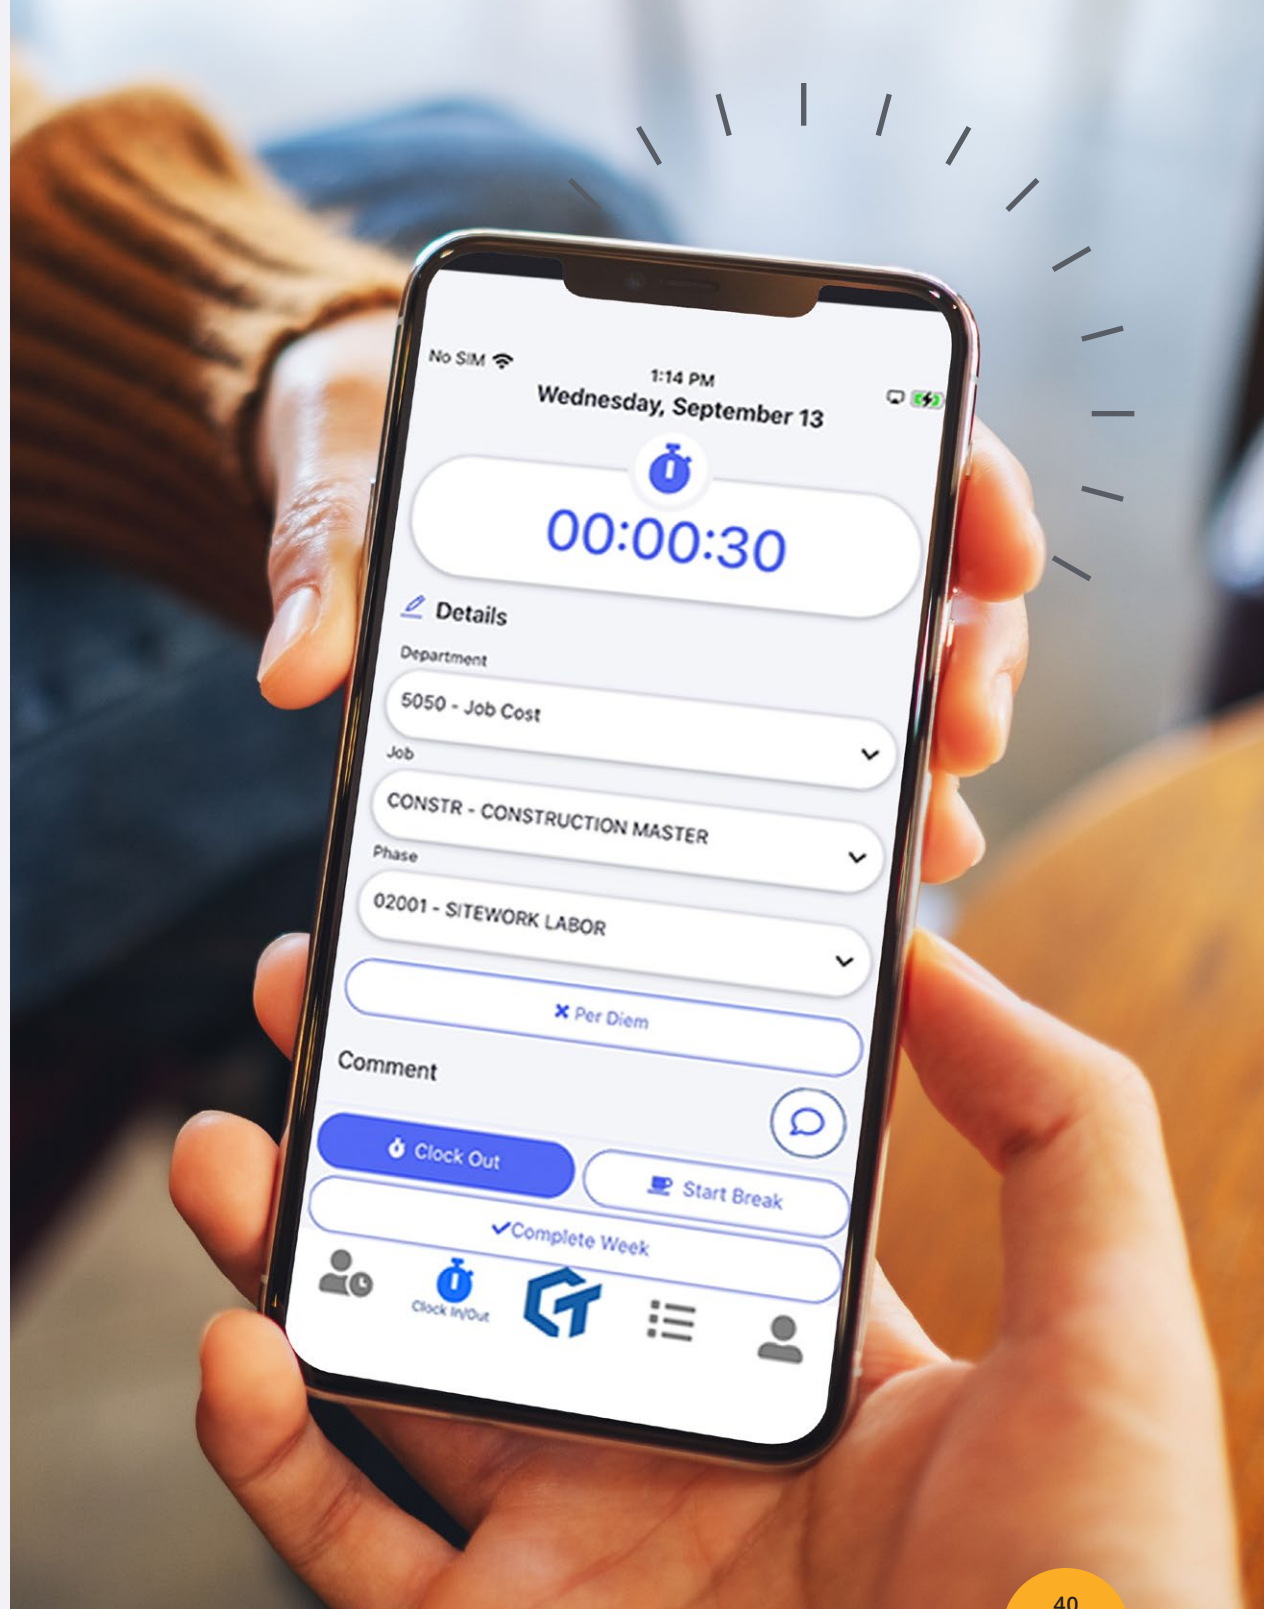 No SIM
1:14 PM
Wednesday, September 13
00:00:30
Details
Department
5050 - Job Cost
Job
CONSTR - CONSTRUCTION MASTER
Phase
02001 - SITEWORK LABOR
Per Diem
Comment
Clock Out
Start Break
Complete Week
Clock In/Out
40